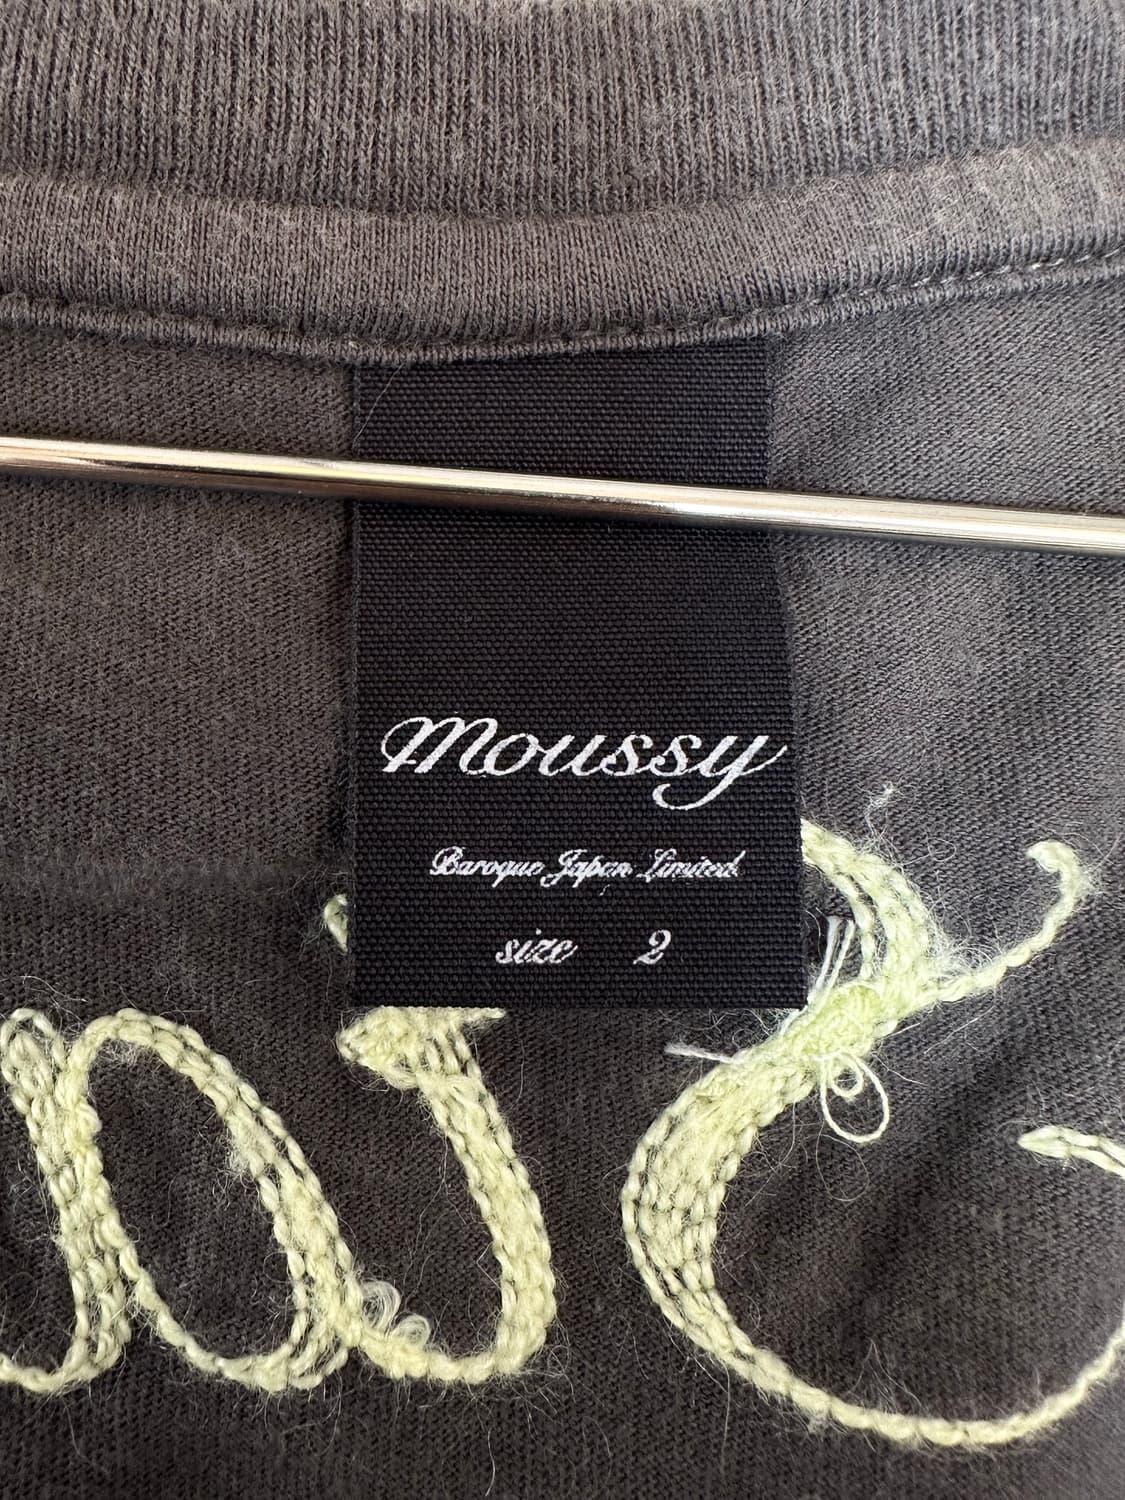 moussy
Baroque Japan Limited
size 2